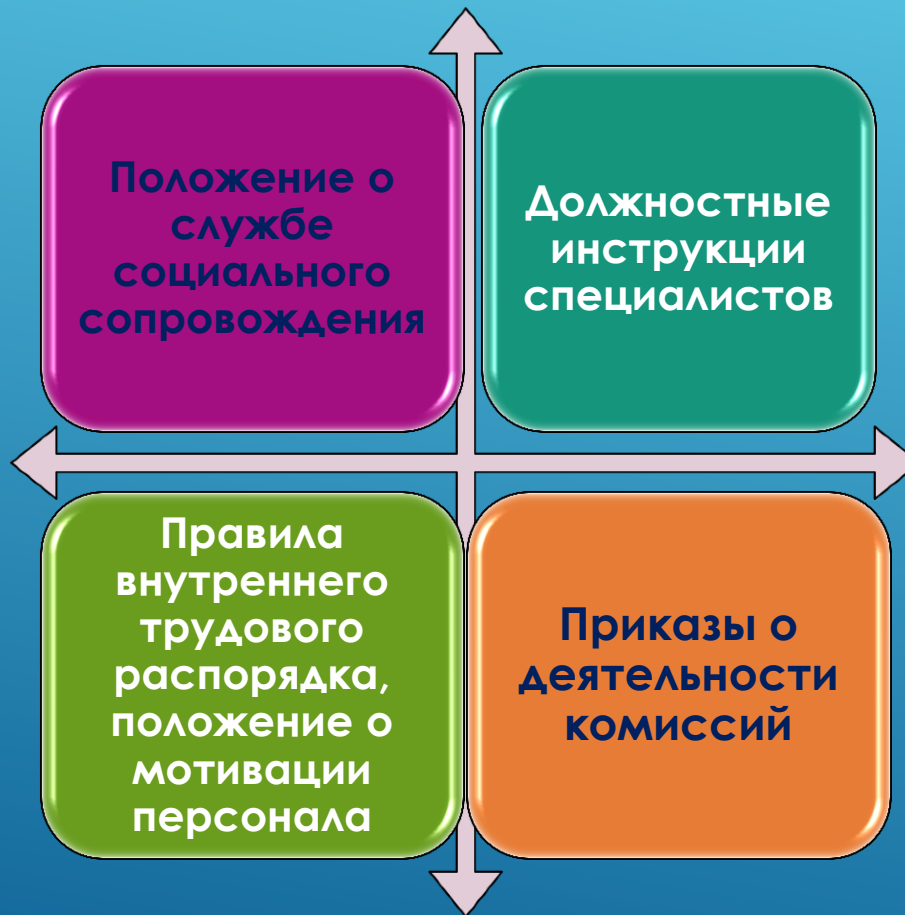 Положение о
службе
социального
сопровождения
Должностные
инструкции
специалистов
Правила
внутреннего
трудового
распорядка,
положение о
мотивации
персонала
Приказы о
деятельности
комиссий